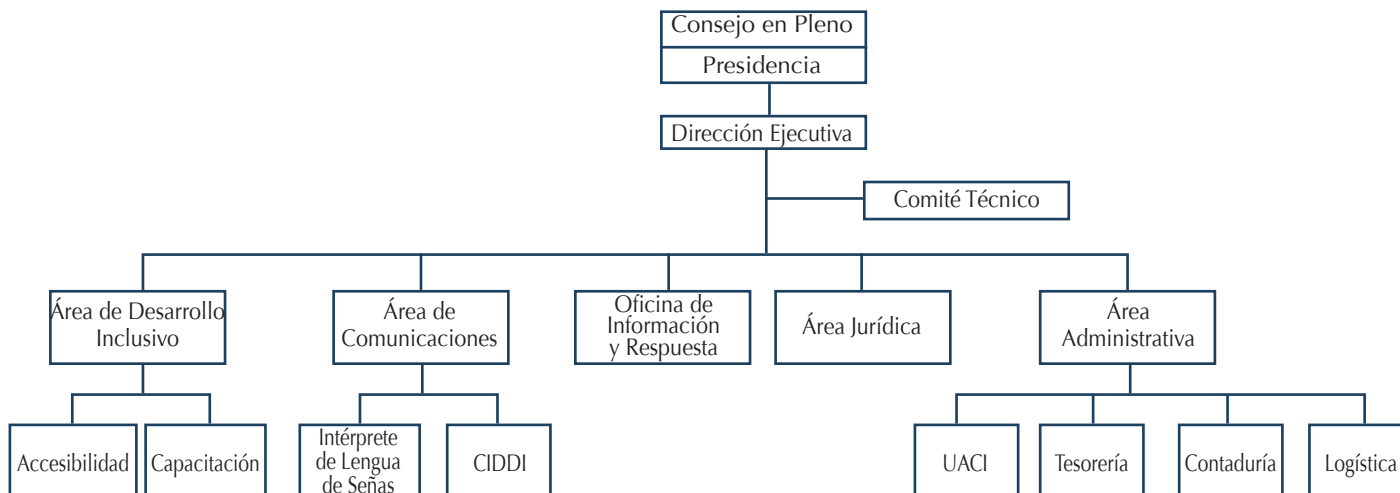 Consejo en Pleno
Presidencia
Dirección Ejecutiva
Comité Técnico
Área de Desarrollo
Inclusivo
Área de
Comunicaciones
Oficina de
Información
y Respuesta
Área Jurídica
Área
Administrativa
Accesibilidad
Capacitación
Intérprete
de Lengua
de Señas
CIDDI
UACI
Tesorería
Contaduría
Logística